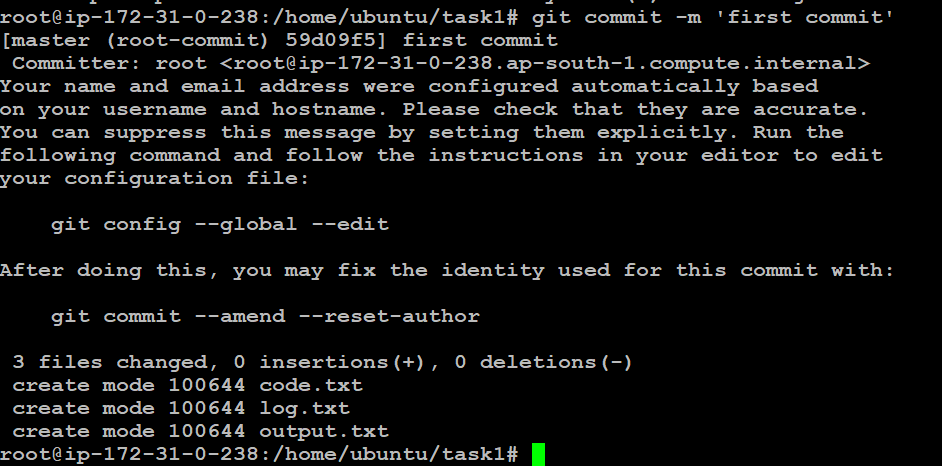 root@ip-172-31-0-238:/home/ubuntu/task1# git commit -m 'first commit'
[master (root-commit) 59d09f5] first commit
 Committer: root <root@ip-172-31-0-238.ap-south-1.compute.internal>
Your name and email address were configured automatically based
on your username and hostname. Please check that they are accurate.
You can suppress this message by setting them explicitly. Run the
following command and follow the instructions in your editor to edit
your configuration file:

    git config --global --edit

After doing this, you may fix the identity used for this commit with:

    git commit --amend --reset-author

 3 files changed, 0 insertions(+), 0 deletions(-)
 create mode 100644 code.txt
 create mode 100644 log.txt
 create mode 100644 output.txt
root@ip-172-31-0-238:/home/ubuntu/task1#